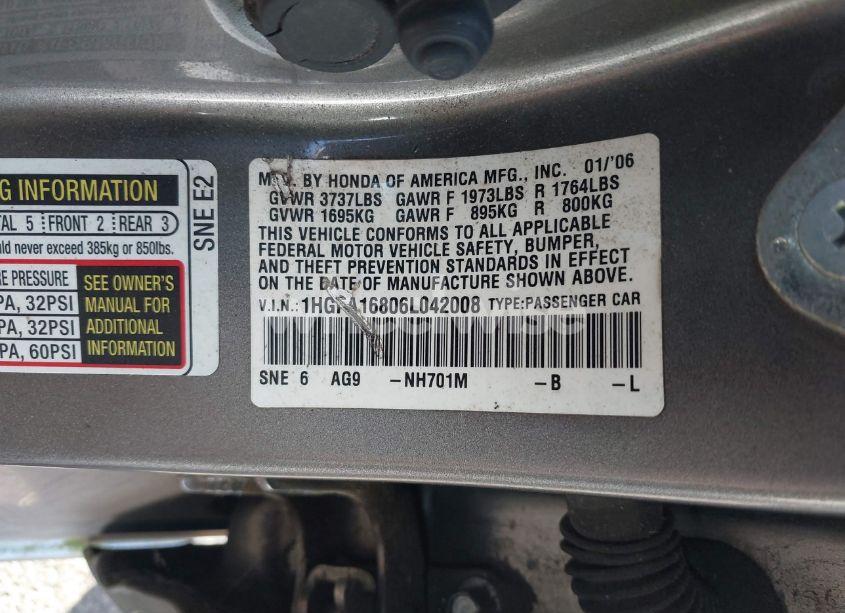 G INFORMATION
TAL 5 FRONT 2 REAR 3
uld never exceed 385kg or 850lbs.
RE PRESSURE
PA, 32PSI
PA, 32PSI
PA, 60PSI
SEE OWNER'S
MANUAL FOR
ADDITIONAL
INFORMATION
SNE E2
BY HONDA OF AMERICA MFG., INC. 01/'06
GVWR 3737LBS GAWR F 1973LBS R 1764LBS
GVWR 1695KG GAWR F 895KG R 800KG
THIS VEHICLE CONFORMS TO ALL APPLICABLE
FEDERAL MOTOR VEHICLE SAFETY, BUMPER,
AND THEFT PREVENTION STANDARDS IN EFFECT
ON THE DATE OF MANUFACTURE SHOWN ABOVE.
V.I.N.: 1HGFA16806L042008 TYPE:PASSENGER CAR
SNE 6 AG9 -NH701M -B -L